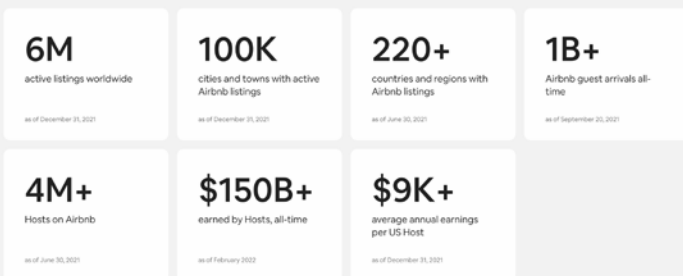 6M
active listings worldwide
as of December 31, 2021
100K
cities and towns with active
Airbnb listings
as of December 31, 2021
220+
countries and regions with
Airbnb listings
as of June 30, 2021
1B+
Airbnb guest arrivals all-
time
as of September 20, 2021
4M+
Hosts on Airbnb
as of June 30, 2021
$150B+
earned by Hosts, all-time
as of February 2022
$9K+
average annual earnings
per US Host
as of December 31, 2021